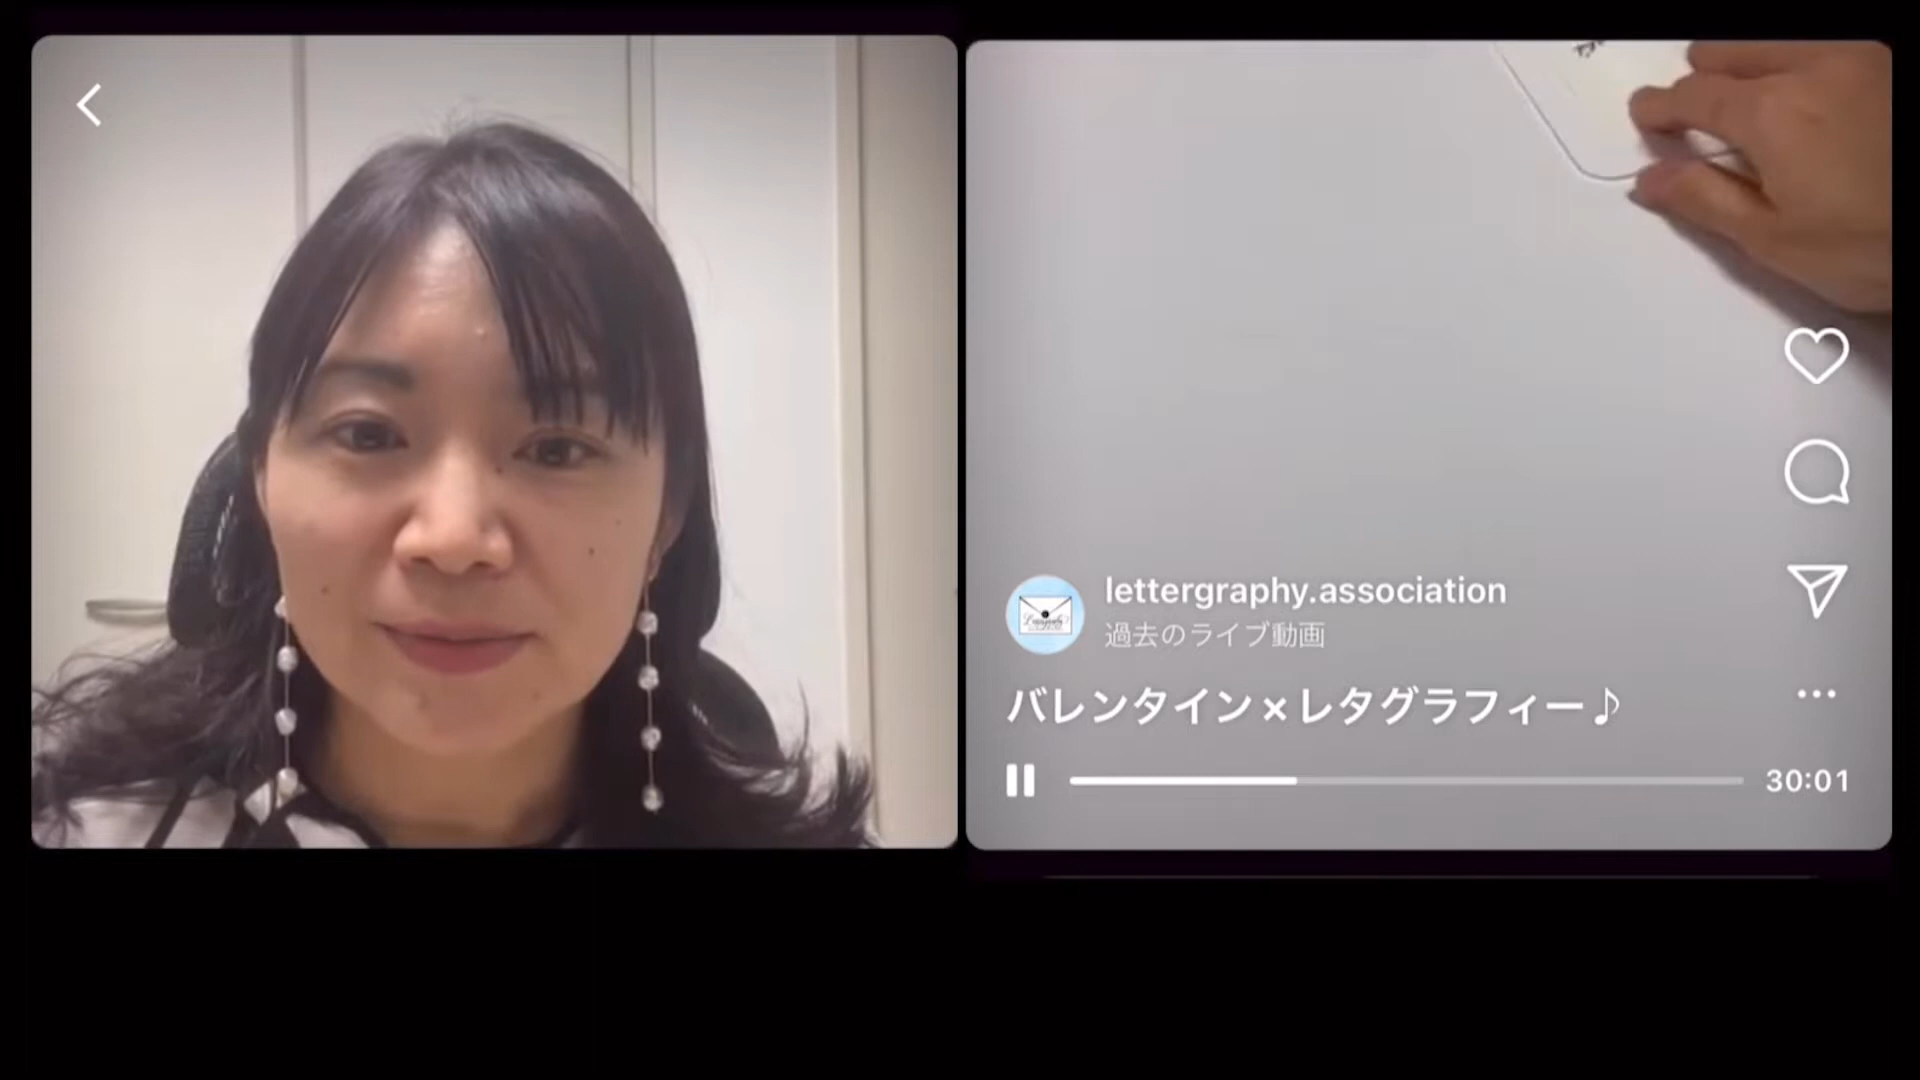 lettergraphy.association
過去のライブ動画
バレンタイン×レタグラフィー♪
30:01